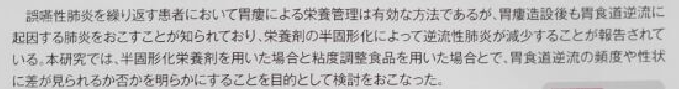 誤嚥性肺炎を繰り返す患者において胃瘻による栄養管理は有効な方法であるが、胃瘻造設後も胃食道逆流に
起因する肺炎をおこすことが知られており、栄養剤の半固形化によって逆流性肺炎が減少することが報告されて
いる。本研究では、半固形化栄養剤を用いた場合と粘度調整食品を用いた場合とで、胃食道逆流の頻度や性状
に差が見られるか否かを明らかにすることを目的として検討をおこなった。